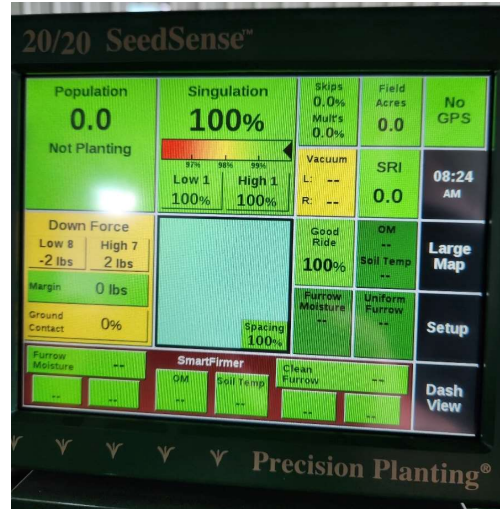 20/20 SeedSense™
Population
0.0
Not Planting
Singulation
100%
97% 98% 99%
Low 1 High 1
100% 100%
Skips
0.0%
Mult's
0.0%
Field
Acres
0.0
No
GPS
Vacuum
L: --
R: --
SRI
0.0
08:24
AM
Down Force
Low 8 High 7
-2 lbs 2 lbs
Margin 0 lbs
Ground
Contact 0%
Spacing
100%
Good
Ride
100%
OM
--
Soil Temp
--
Large
Map
Furrow
Moisture
--
Uniform
Furrow
--
Setup
SmartFirmer
Furrow
Moisture --
-- --
OM
--
Soil Temp
--
Clean
Furrow --
-- --
Dash
View
Precision Planting®